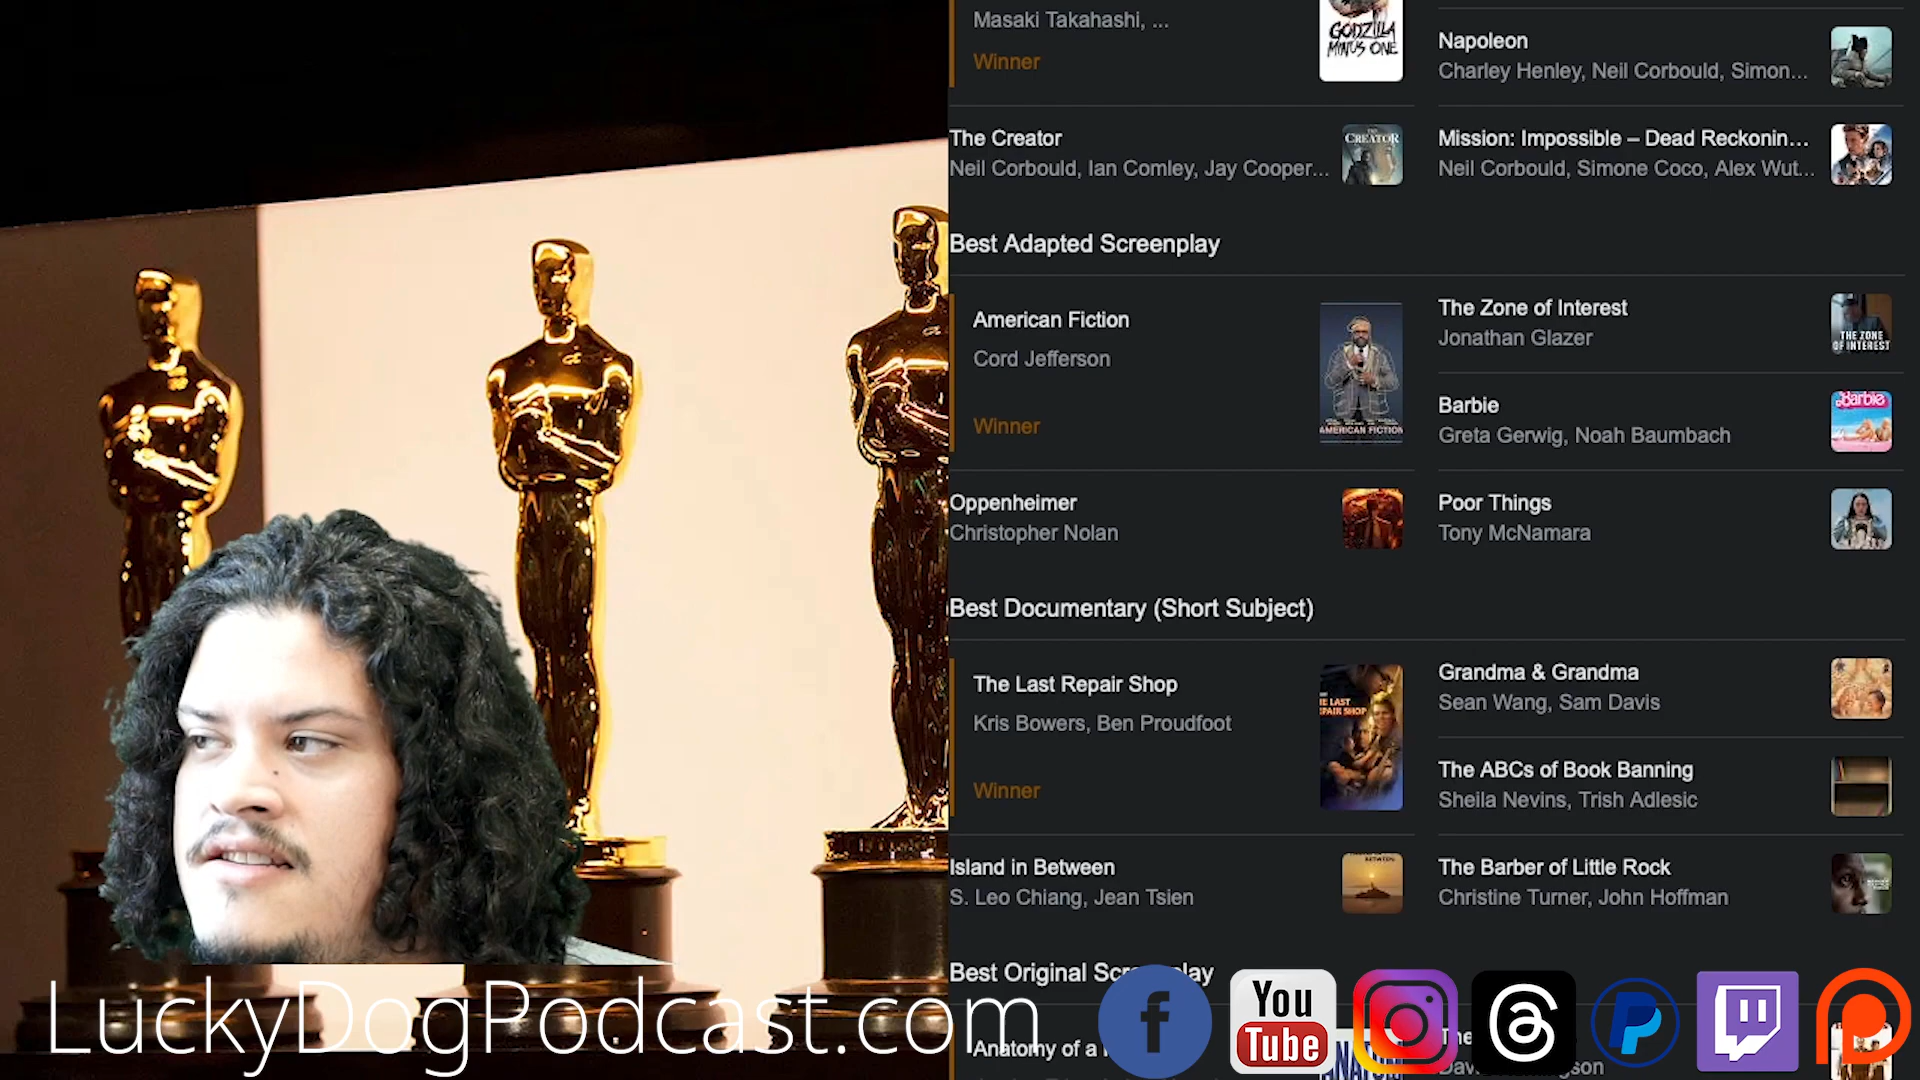 Masaki Takahashi, ...
Winner
GODZILLA
MINUS ONE
Napoleon
Charley Henley, Neil Corbould, Simon...
The Creator
Neil Corbould, Ian Comley, Jay Cooper...
CREATOR
Mission: Impossible – Dead Reckonin...
Neil Corbould, Simone Coco, Alex Wut...
Best Adapted Screenplay
American Fiction
Cord Jefferson
Winner
AMERICAN FICTION
The Zone of Interest
Jonathan Glazer
THE ZONE
OF INTEREST
Barbie
Greta Gerwig, Noah Baumbach
Barbie
Oppenheimer
Christopher Nolan
Poor Things
Tony McNamara
Best Documentary (Short Subject)
The Last Repair Shop
Kris Bowers, Ben Proudfoot
Winner
Grandma & Grandma
Sean Wang, Sam Davis
The ABCs of Book Banning
Sheila Nevins, Trish Adlesic
Island in Between
S. Leo Chiang, Jean Tsien
BETWEEN
The Barber of Little Rock
Christine Turner, John Hoffman
Best Original
LuckyDogPodcast.com
You
Tube
Anatomy of a